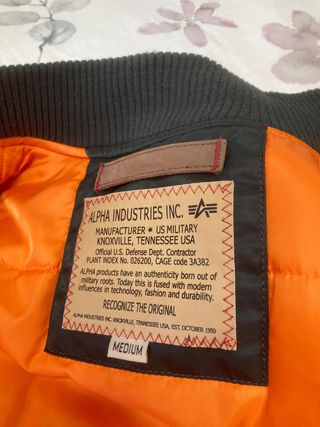 ALPHA INDUSTRIES INC.
MANUFACTURER ★ US MILITARY
KNOXVILLE, TENNESSEE USA
Official U.S. Defense Dept. Contractor
PLANT INDEX No. 026200, CAGE code 3A382
ALPHA products have an authenticity born out of
military roots. Today this is fused with modern
influences in technology, fashion and durability.
RECOGNIZE THE ORIGINAL
ALPHA INDUSTRIES INC. KNOXVILLE, TENNESSEE USA, EST. OCTOBER 1959
MEDIUM